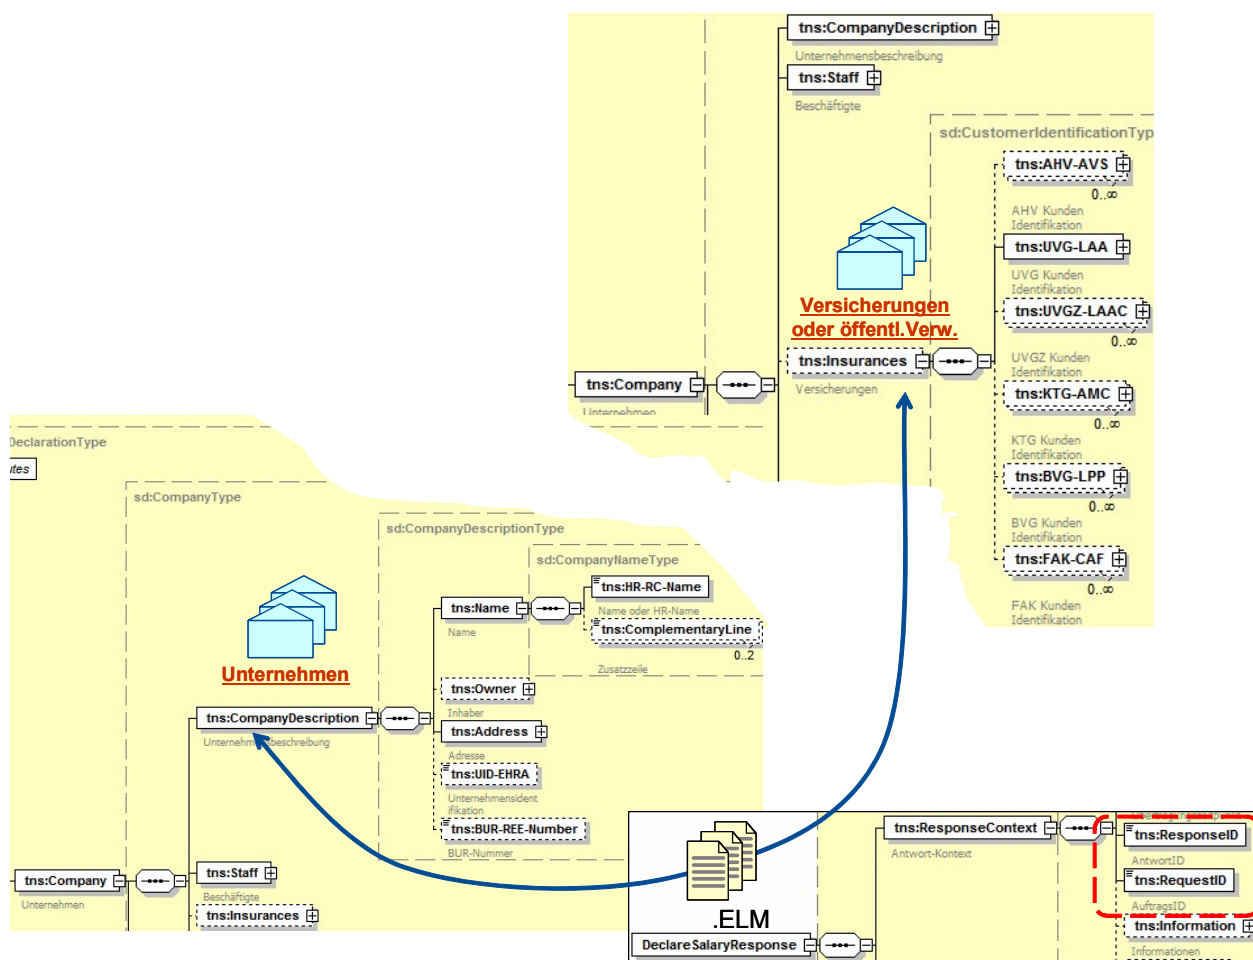 tns:CompanyDescription
Unternehmensbeschreibung
tns:Staff
Beschäftigte
sd:CustomerIdentificationTyp
tns:AHV-AVS
0..∞
AHV Kunden
Identifikation
tns:UVG-LAA
UVG Kunden
Identifikation
tns:UVGZ-LAAC
0..∞
UVGZ Kunden
Identifikation
Versicherungen
oder öffentl.Verw.
tns:Insurances
Versicherungen
tns:Company
Unternehmen
tns:KTG-AMC
0..∞
KTG Kunden
Identifikation
tns:BVG-LPP
0..∞
BVG Kunden
Identifikation
tns:FAK-CAF
0..∞
FAK Kunden
Identifikation
DeclarationType
utes
sd:CompanyType
sd:CompanyDescriptionType
sd:CompanyNameType
tns:HR-RC-Name
Name oder HR-Name
tns:Name
Name
tns:ComplementaryLine
0..2
Zusatzzeile
Unternehmen
tns:Owner
Inhaber
tns:CompanyDescription
Unternehmensbeschreibung
tns:Address
Adresse
tns:UID-EHRA
Unternehmensident
ifikation
tns:BUR-REE-Number
BUR-Nummer
tns:Staff
Beschäftigte
tns:Company
Unternehmen
tns:Insurances
.ELM
DeclareSalaryResponse
tns:ResponseContext
Antwort-Kontext
tns:ResponseID
AntwortID
tns:RequestID
AuftragsID
tns:Information
Informationen